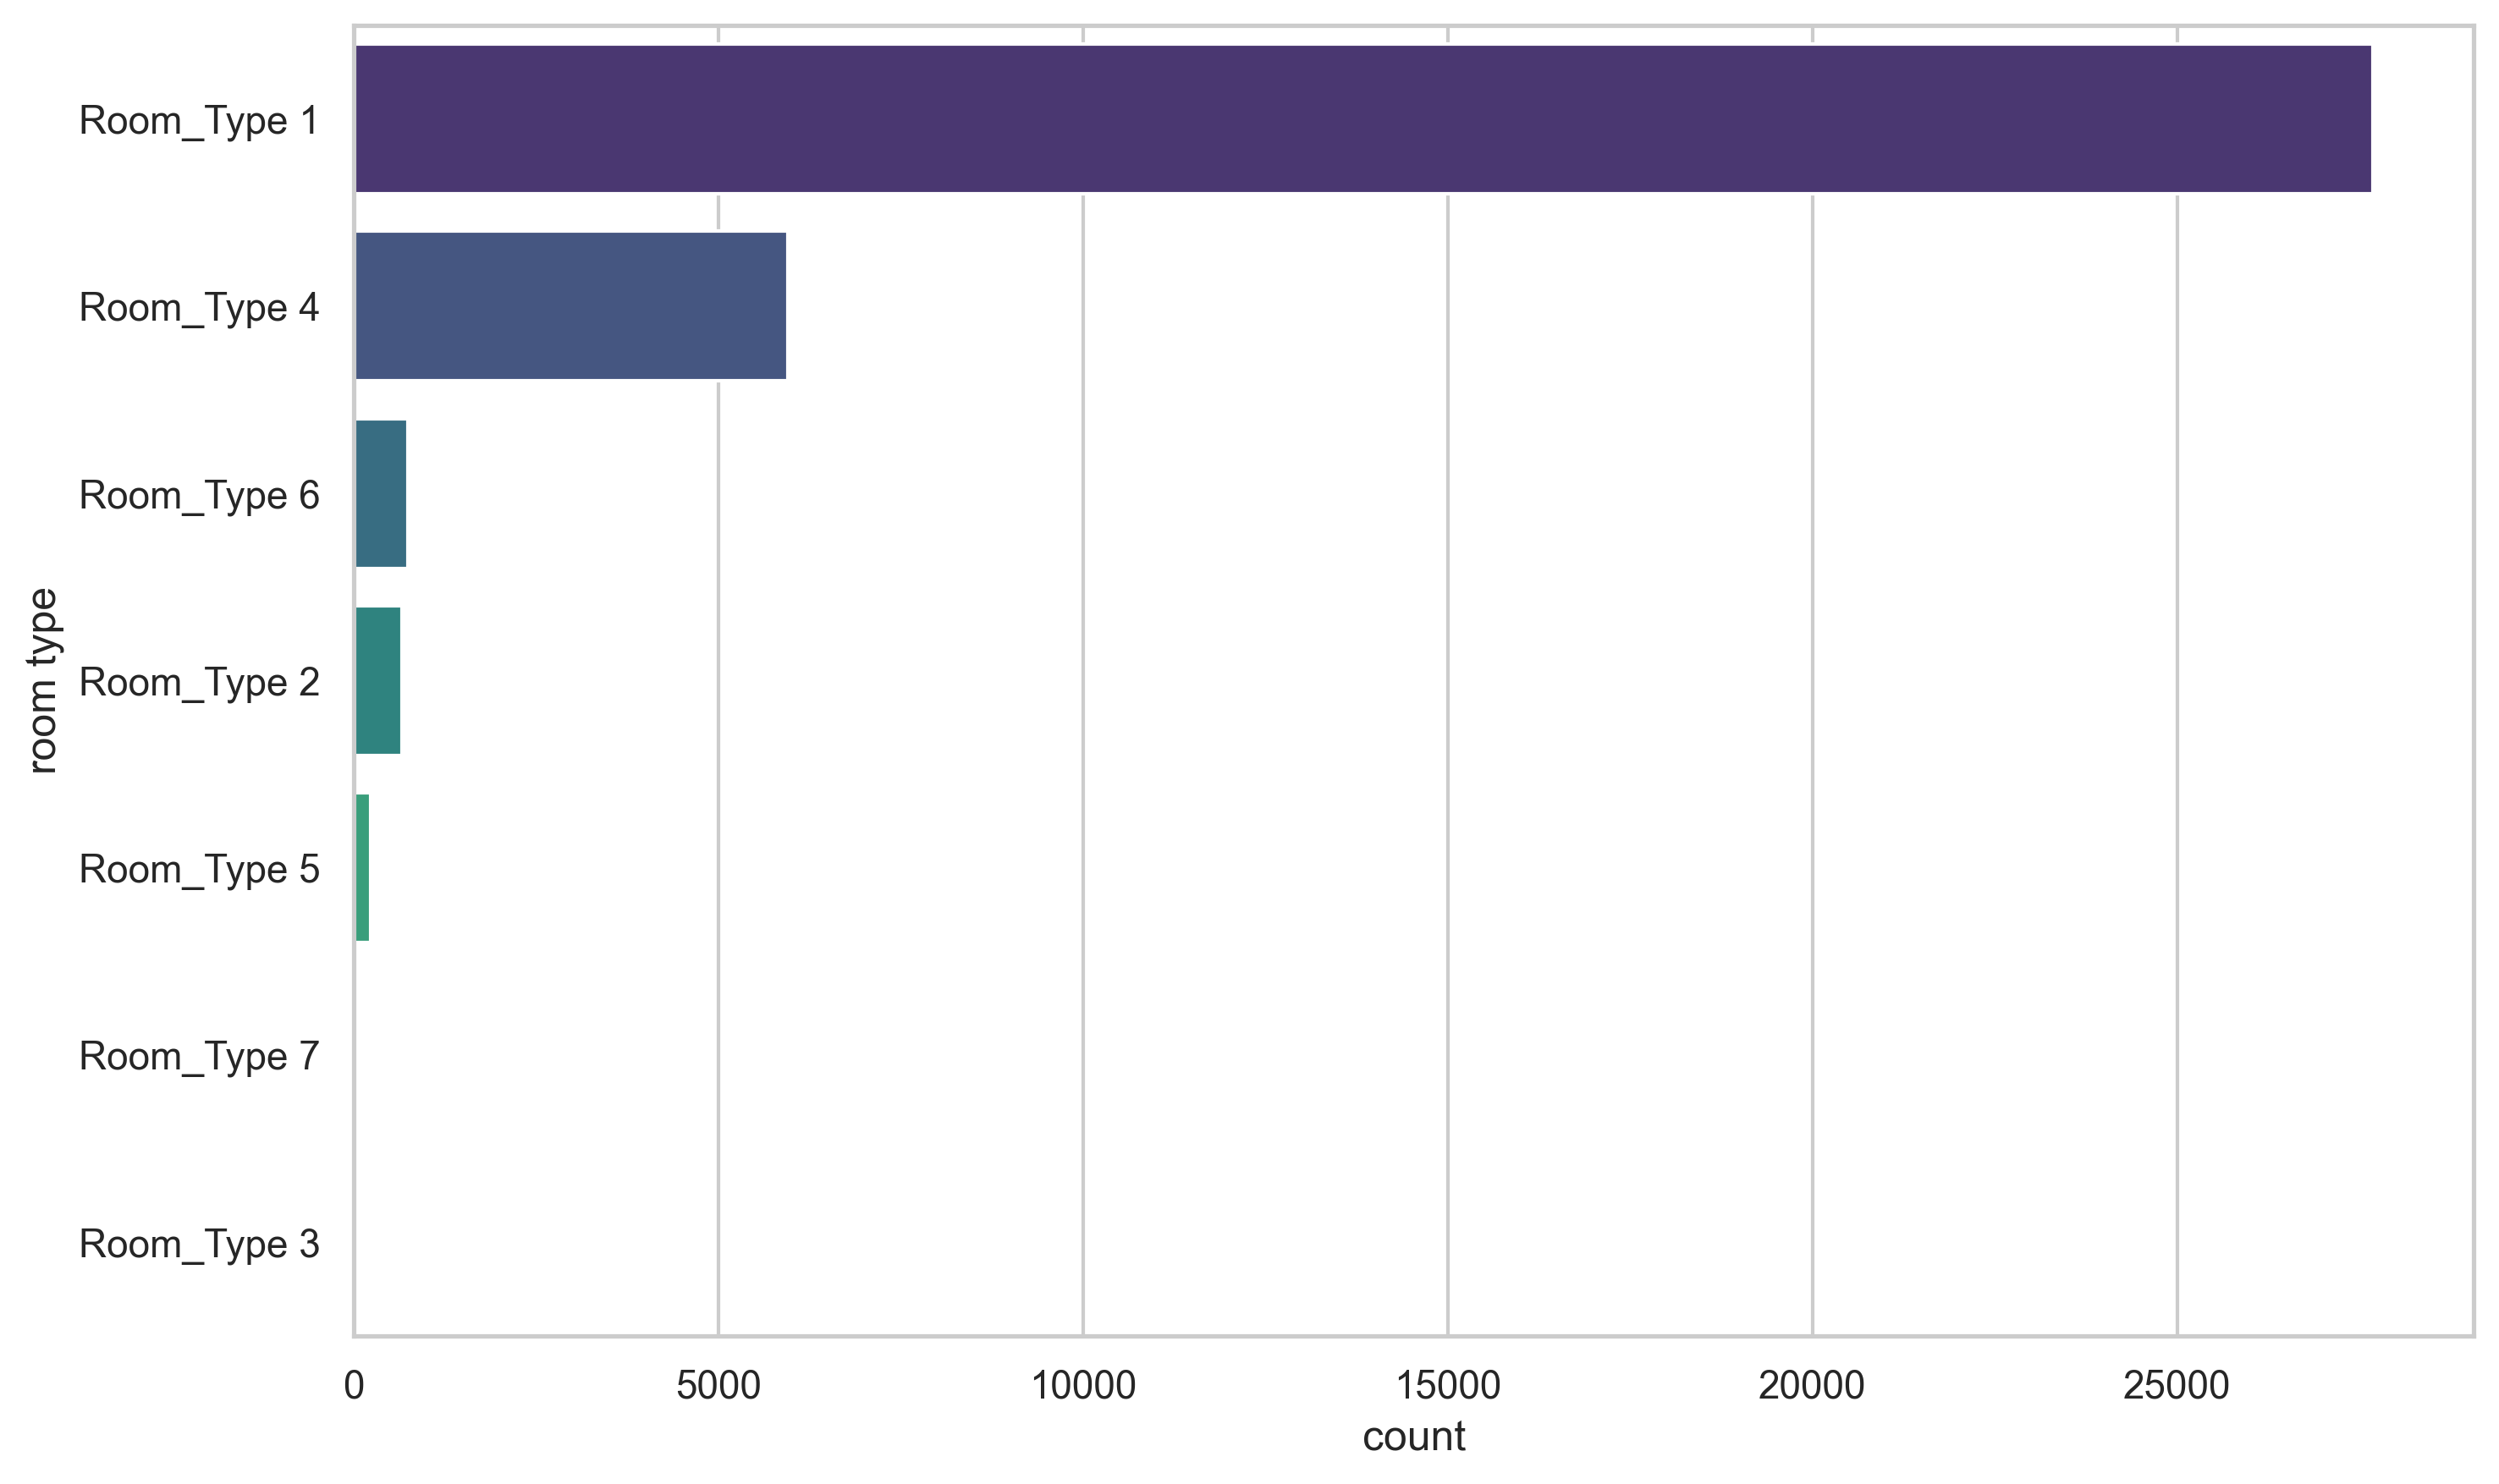 Room_Type 1
Room_Type 4
Room_Type 6
Room_Type 2
Room_Type 5
Room_Type 7
Room_Type 3
room type
0 5000 10000 15000 20000 25000
count